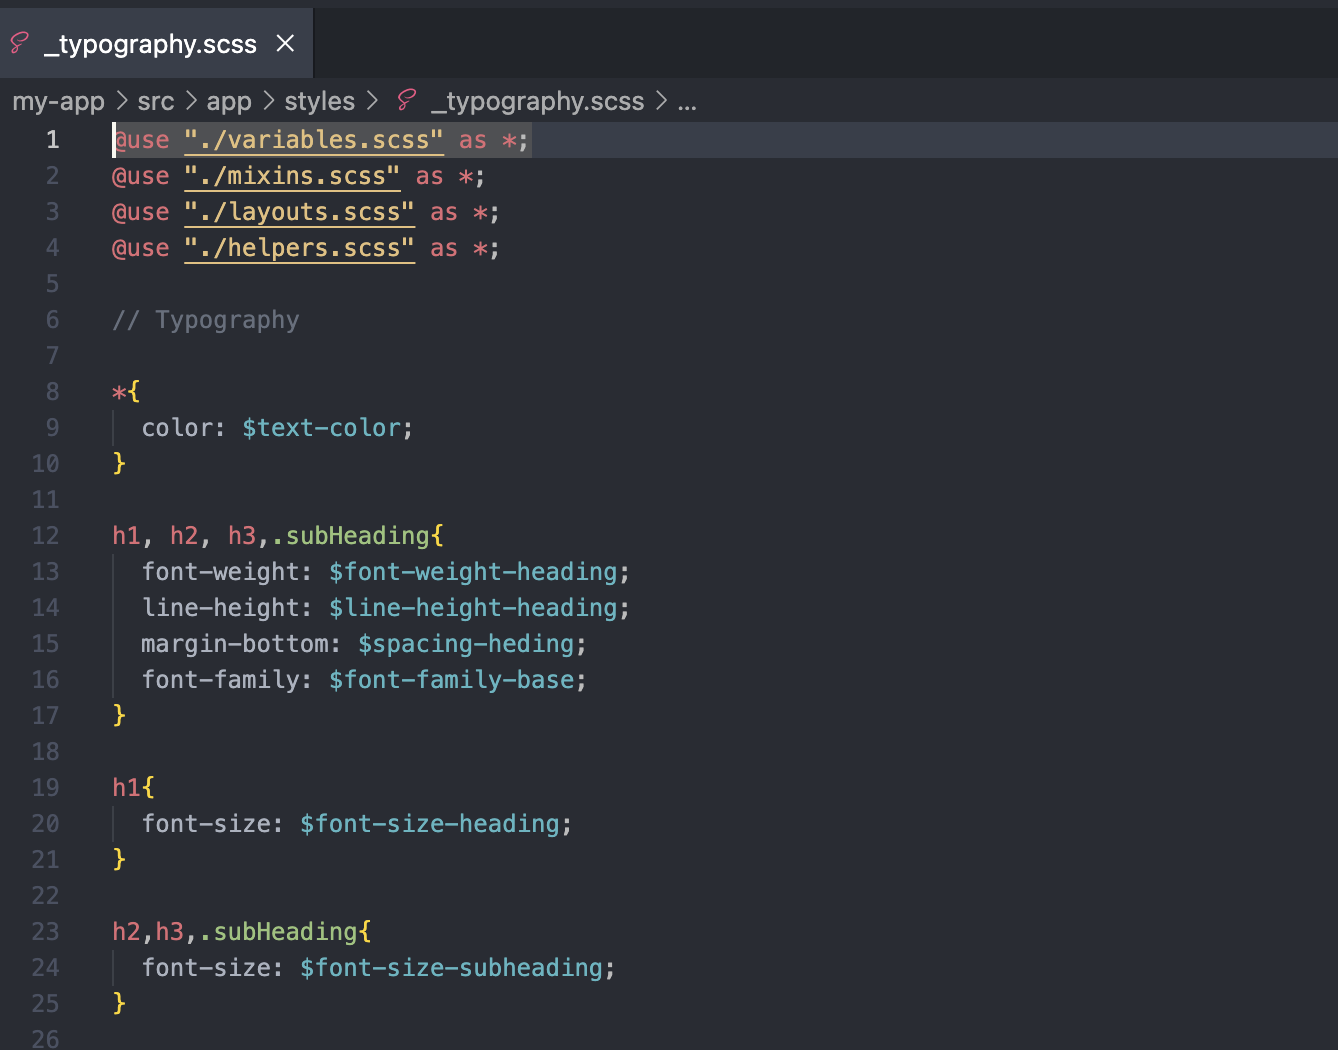 _typography.scss
my-app > src > app > styles > _typography.scss > ...
1 @use "./variables.scss" as *;
2 @use "./mixins.scss" as *;
3 @use "./layouts.scss" as *;
4 @use "./helpers.scss" as *;
5
6 // Typography
7
8 *{
9 color: $text-color;
10 }
11
12 h1, h2, h3,.subHeading{
13 font-weight: $font-weight-heading;
14 line-height: $line-height-heading;
15 margin-bottom: $spacing-heding;
16 font-family: $font-family-base;
17 }
18
19 h1{
20 font-size: $font-size-heading;
21 }
22
23 h2,h3,.subHeading{
24 font-size: $font-size-subheading;
25 }
26